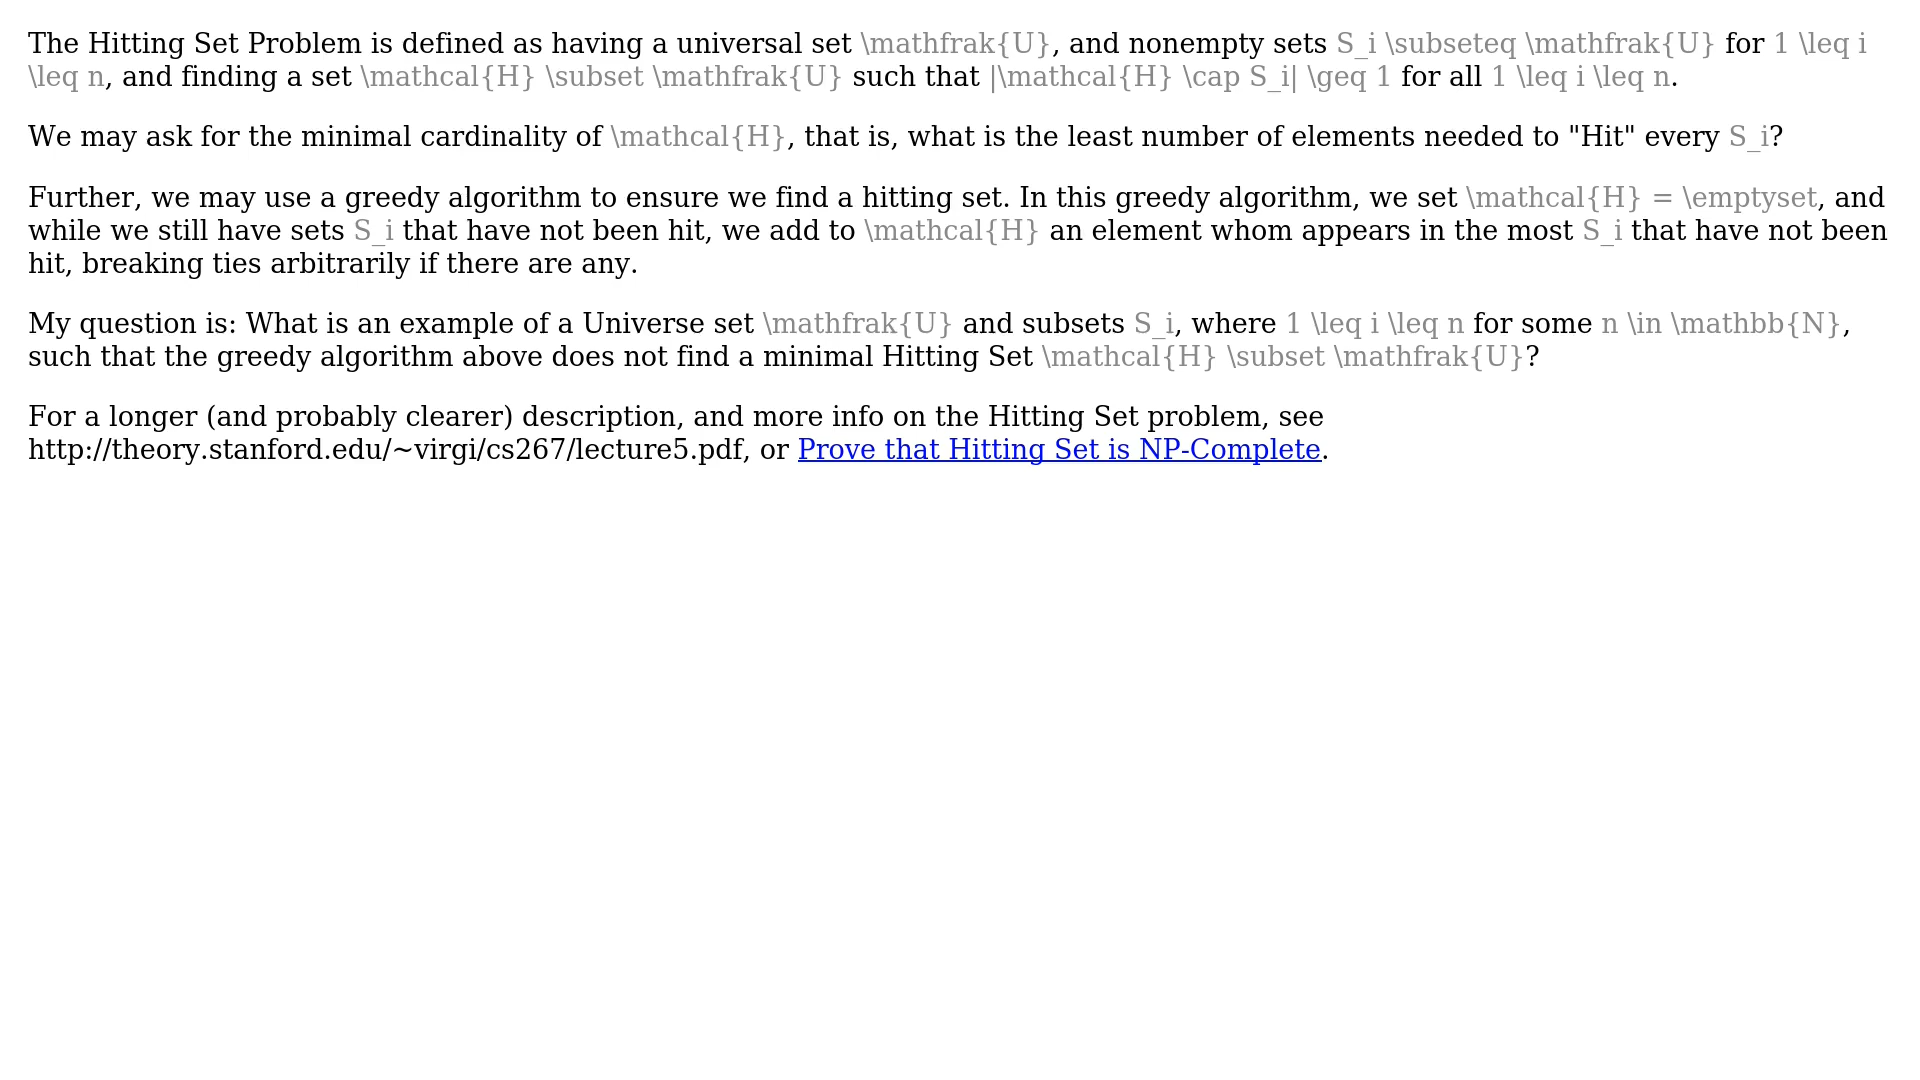 The Hitting Set Problem is defined as having a universal set \mathfrak{U}, and nonempty sets S_i \subseteq \mathfrak{U} for 1 \leq i
\leq n, and finding a set \mathcal{H} \subset \mathfrak{U} such that |\mathcal{H} \cap S_i| \geq 1 for all 1 \leq i \leq n.
We may ask for the minimal cardinality of \mathcal{H}, that is, what is the least number of elements needed to "Hit" every S_i?
Further, we may use a greedy algorithm to ensure we find a hitting set. In this greedy algorithm, we set \mathcal{H} = \emptyset, and
while we still have sets S_i that have not been hit, we add to \mathcal{H} an element whom appears in the most S_i that have not been
hit, breaking ties arbitrarily if there are any.
My question is: What is an example of a Universe set \mathfrak{U} and subsets S_i, where 1 \leq i \leq n for some n \in \mathbb{N},
such that the greedy algorithm above does not find a minimal Hitting Set \mathcal{H} \subset \mathfrak{U}?
For a longer (and probably clearer) description, and more info on the Hitting Set problem, see
http://theory.stanford.edu/~virgi/cs267/lecture5.pdf, or Prove that Hitting Set is NP-Complete.